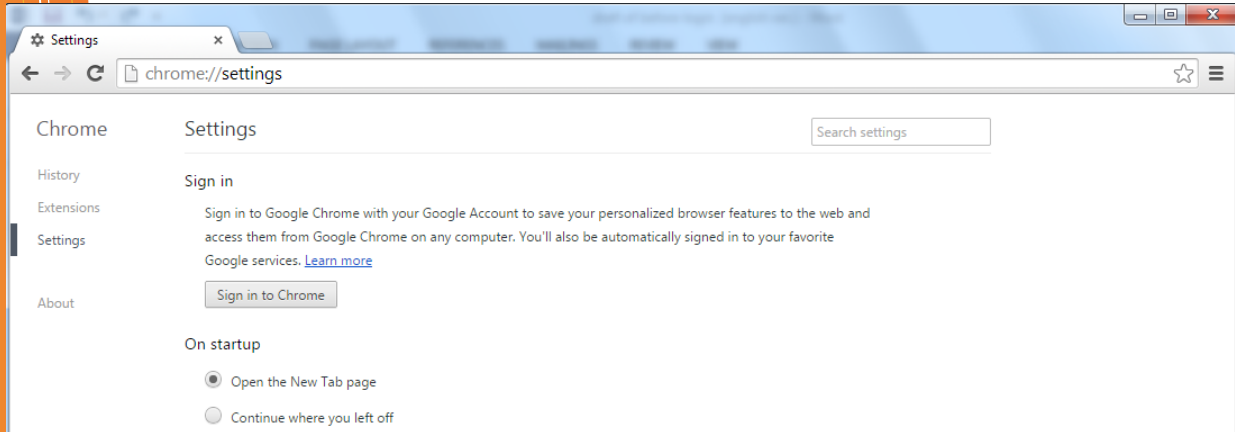 Settings
chrome://settings
Chrome
Settings
Search settings
History
Extensions
Settings
About
Sign in
Sign in to Google Chrome with your Google Account to save your personalized browser features to the web and
access them from Google Chrome on any computer. You'll also be automatically signed in to your favorite
Google services. Learn more
Sign in to Chrome
On startup
Open the New Tab page
Continue where you left off